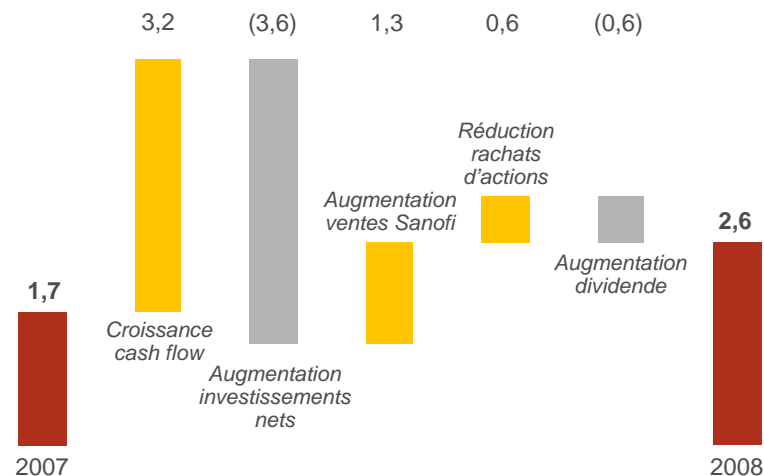 3,2
(3,6)
1,3
0,6
(0,6)
Réduction
rachats
d’actions
Augmentation
ventes Sanofi
2,6
Augmentation
dividende
1,7
Croissance
cash flow
Augmentation
investissements
nets
2007
2008